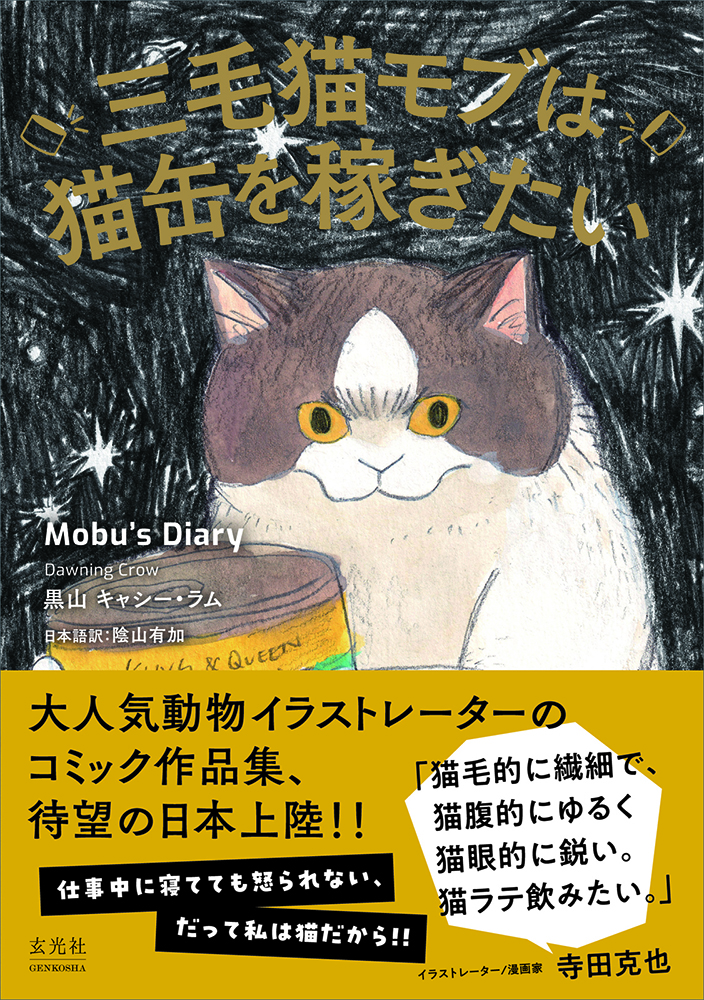 三毛猫モブは
猫缶を稼ぎたい
Mobu's Diary
Dawning Crow
黒山 キャシー・ラム
日本語訳：陰山有加
KING & QUEEN
大人気動物イラストレーターの
コミック作品集、
待望の日本上陸!!
「猫毛的に繊細で、
猫腹的にゆるく
猫眼的に鋭い。
猫ラテ飲みたい。」
仕事中に寝てても怒られない、
だって私は猫だから!!
イラストレーター/漫画家 寺田克也
玄光社
GENKOSHA